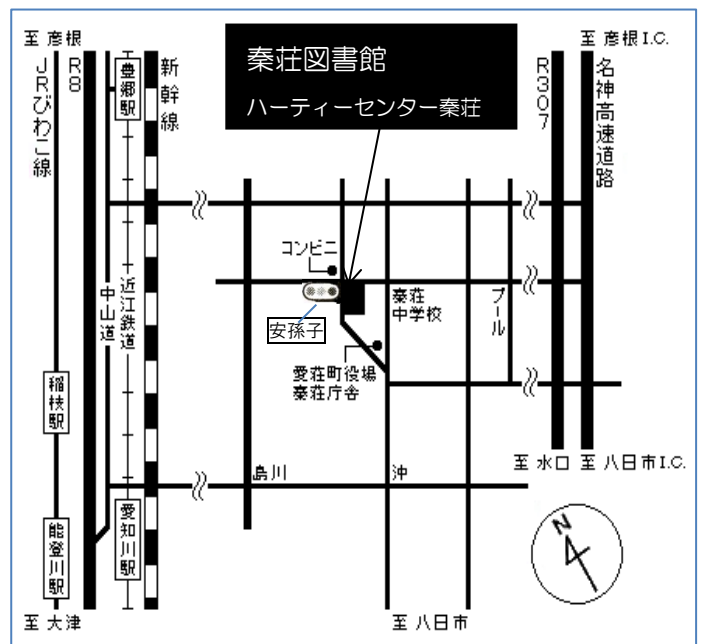 至 彦根
至 彦根I.C.
JRびわこ線
R8
豊郷駅
新幹線
秦荘図書館
ハーティーセンター秦荘
R307
名神高速道路
コンビニ
安孫子
秦荘
中学校
プール
中山道
近江鉄道
愛荘町役場
秦荘庁舎
稲枝駅
島川
沖
至 水口
至 八日市I.C.
能登川駅
愛知川駅
N
至 大津
至 八日市